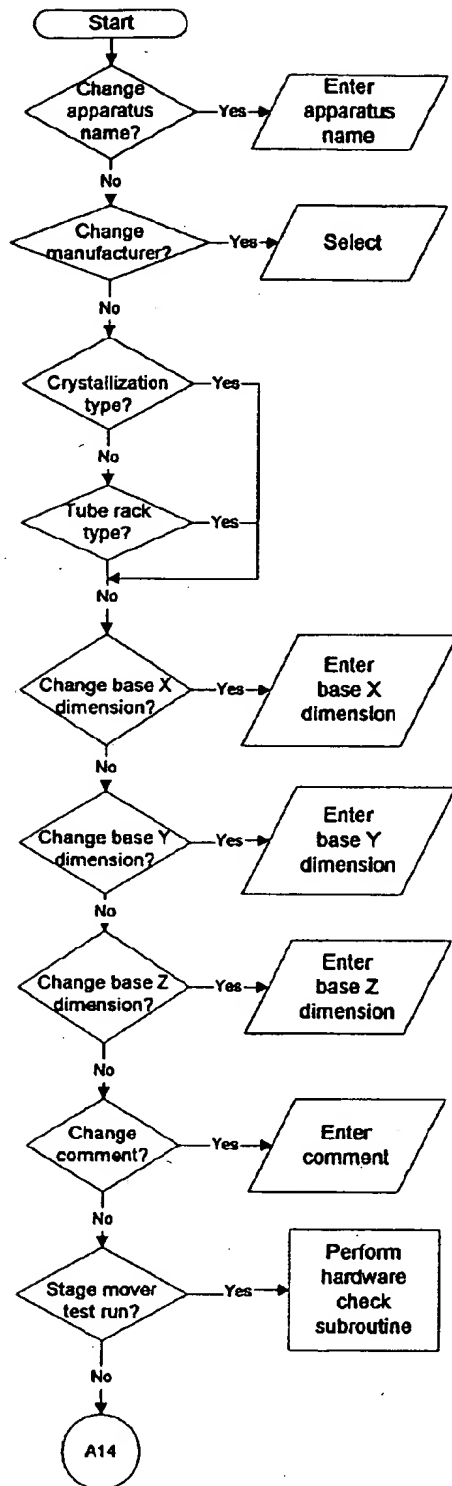 Start
Change
apparatus
name?
Yes
Enter
apparatus
name
No
Change
manufacturer?
Yes
Select
No
Crystallization
type?
Yes
No
Tube rack
type?
Yes
No
Change base X
dimension?
Yes
Enter
base X
dimension
No
Change base Y
dimension?
Yes
Enter
base Y
dimension
No
Change base Z
dimension?
Yes
Enter
base Z
dimension
No
Change
comment?
Yes
Enter
comment
No
Stage mover
test run?
Yes
Perform
hardware
check
subroutine
No
A14